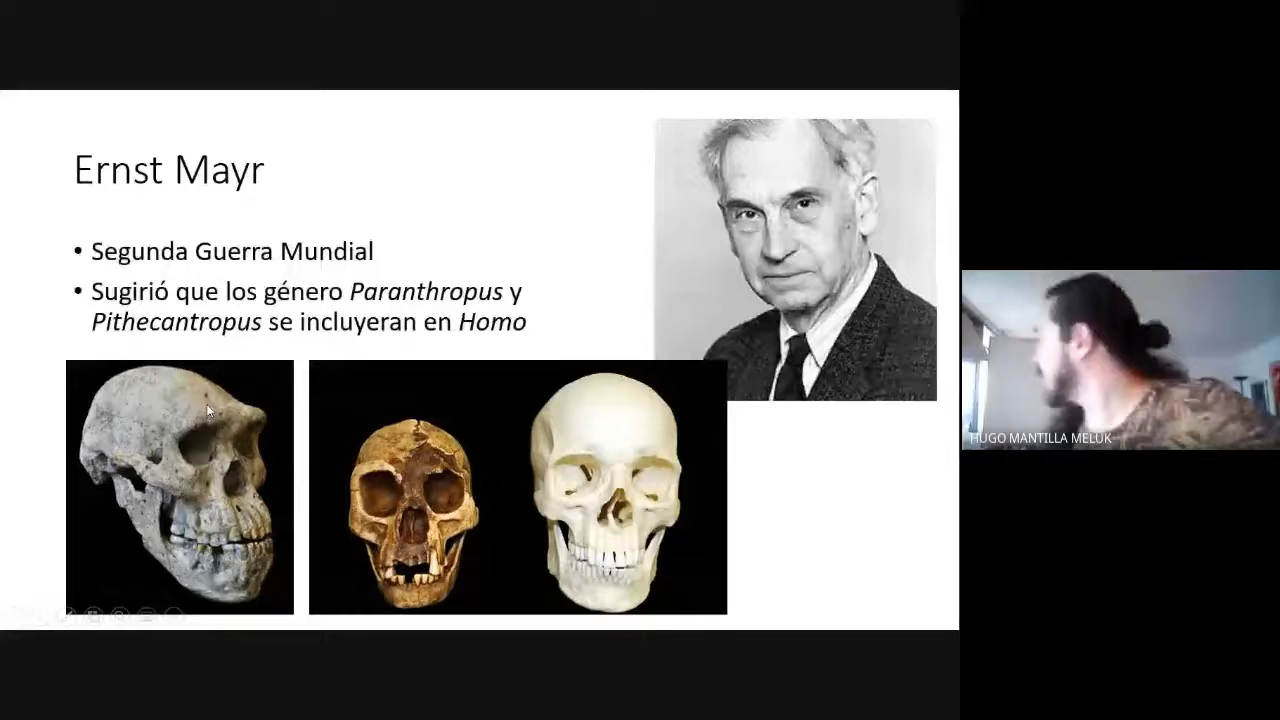 Ernst Mayr
• Segunda Guerra Mundial
• Sugirió que los género Paranthropus y
Pithecantropus se incluyeran en Homo
HUGO MANTILLA MELUK